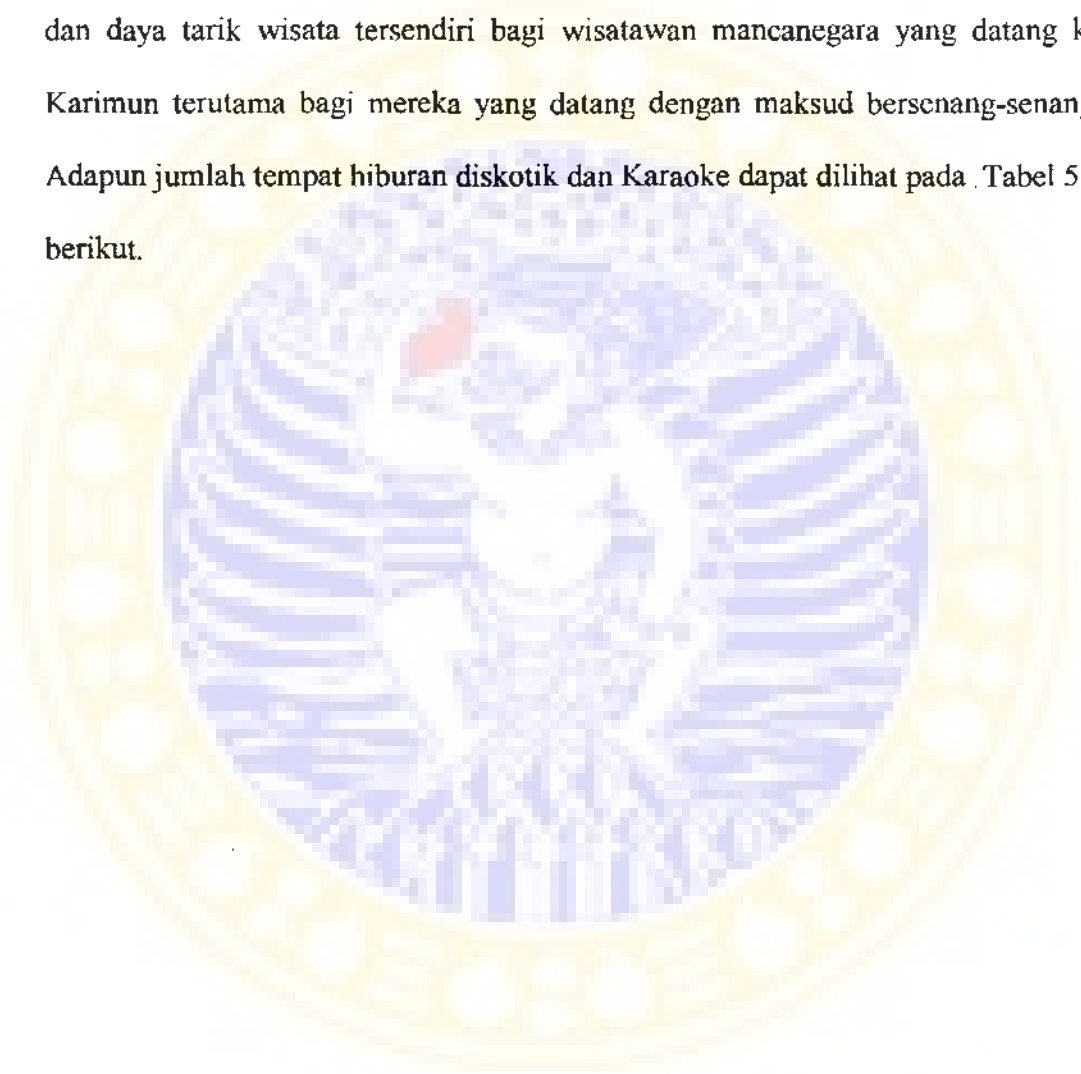 dan daya tarik wisata tersendiri bagi wisatawan mancanegara yang datang
Karimun terutama bagi mereka yang datang dengan maksud bersenang-senang
Adapun jumlah tempat hiburan diskotik dan Karaoke dapat dilihat pada Tabel 5
berikut.